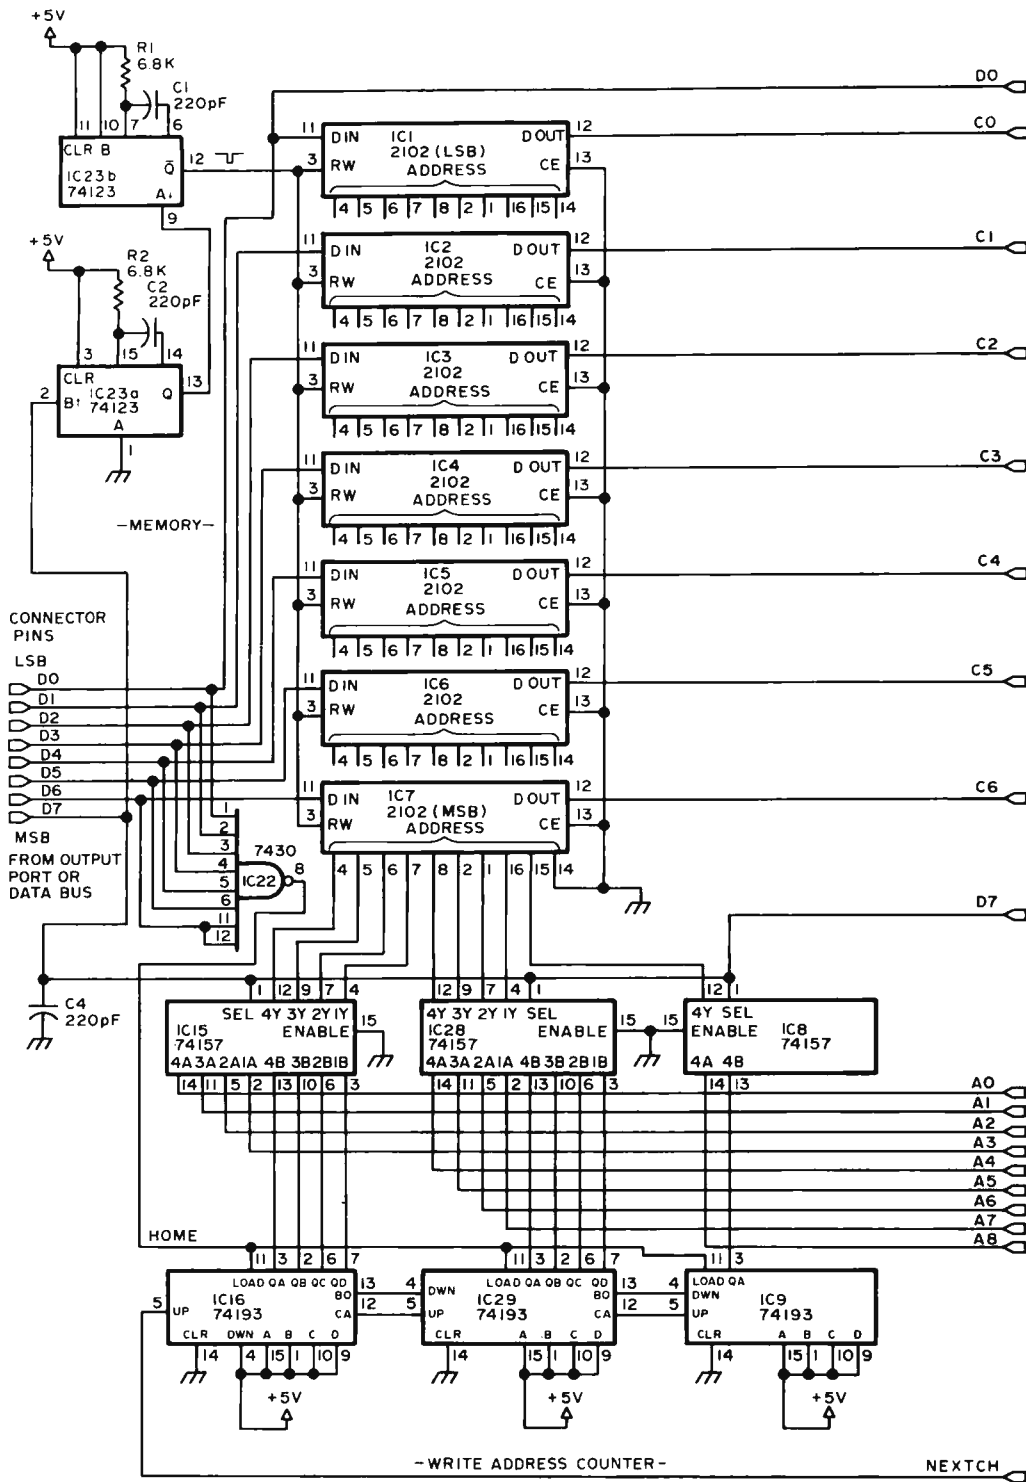 +5V
R1
6.8K
C1
220pF
11 10 7 6
CLR B
IC23b
74123
Q̅
A↓
12
9
+5V
R2
6.8K
C2
220pF
3 15 14
CLR
2
B↑
IC23a
74123
Q
13
A
1
-MEMORY-
11 DIN IC1 DOUT 12
3 RW 2102 (LSB) CE 13
ADDRESS
4 5 6 7 8 2 1 16 15 14
11 DIN IC2 DOUT 12
3 RW 2102 CE 13
ADDRESS
4 5 6 7 8 2 1 16 15 14
11 DIN IC3 DOUT 12
3 RW 2102 CE 13
ADDRESS
4 5 6 7 8 2 1 16 15 14
11 DIN IC4 DOUT 12
3 RW 2102 CE 13
ADDRESS
4 5 6 7 8 2 1 16 15 14
11 DIN IC5 DOUT 12
3 RW 2102 CE 13
ADDRESS
4 5 6 7 8 2 1 16 15 14
11 DIN IC6 DOUT 12
3 RW 2102 CE 13
ADDRESS
4 5 6 7 8 2 1 16 15 14
11 DIN IC7 DOUT 12
3 RW 2102 (MSB) CE 13
ADDRESS
4 5 6 7 8 2 1 16 15 14
D0
C0
C1
C2
C3
C4
C5
C6
D7
CONNECTOR
PINS
LSB
D0
D1
D2
D3
D4
D5
D6
D7
MSB
FROM OUTPUT
PORT OR
DATA BUS
1
2
3
4
5
6
11
12
7430
IC22
8
C4
220pF
1 12 9 7 4
SEL 4Y 3Y 2Y 1Y
IC15 ENABLE 15
74157
4A 3A 2A 1A 4B 3B 2B 1B
14 11 5 2 13 10 6 3
12 9 7 4 1
4Y 3Y 2Y 1Y SEL
IC28 ENABLE 15
74157
4A 3A 2A 1A 4B 3B 2B 1B
14 11 5 2 13 10 6 3
12 1
4Y SEL
15 ENABLE IC8
74157
4A 4B
14 13
A0
A1
A2
A3
A4
A5
A6
A7
A8
HOME
11 3 2 6 7
LOAD QA QB QC QD
BO 13
5 UP IC16 CA 12
74193
CLR DWN A B C D
14 4 15 1 10 9
+5V
11 3 2 6 7
LOAD QA QB QC QD
4 DWN BO 13
5 UP IC29 CA 12
74193
CLR A B C D
14 15 1 10 9
+5V
11 3
LOAD QA
4 DWN
5 UP IC9
74193
CLR A B C D
14 15 1 10 9
+5V
-WRITE ADDRESS COUNTER-
NEXTCH